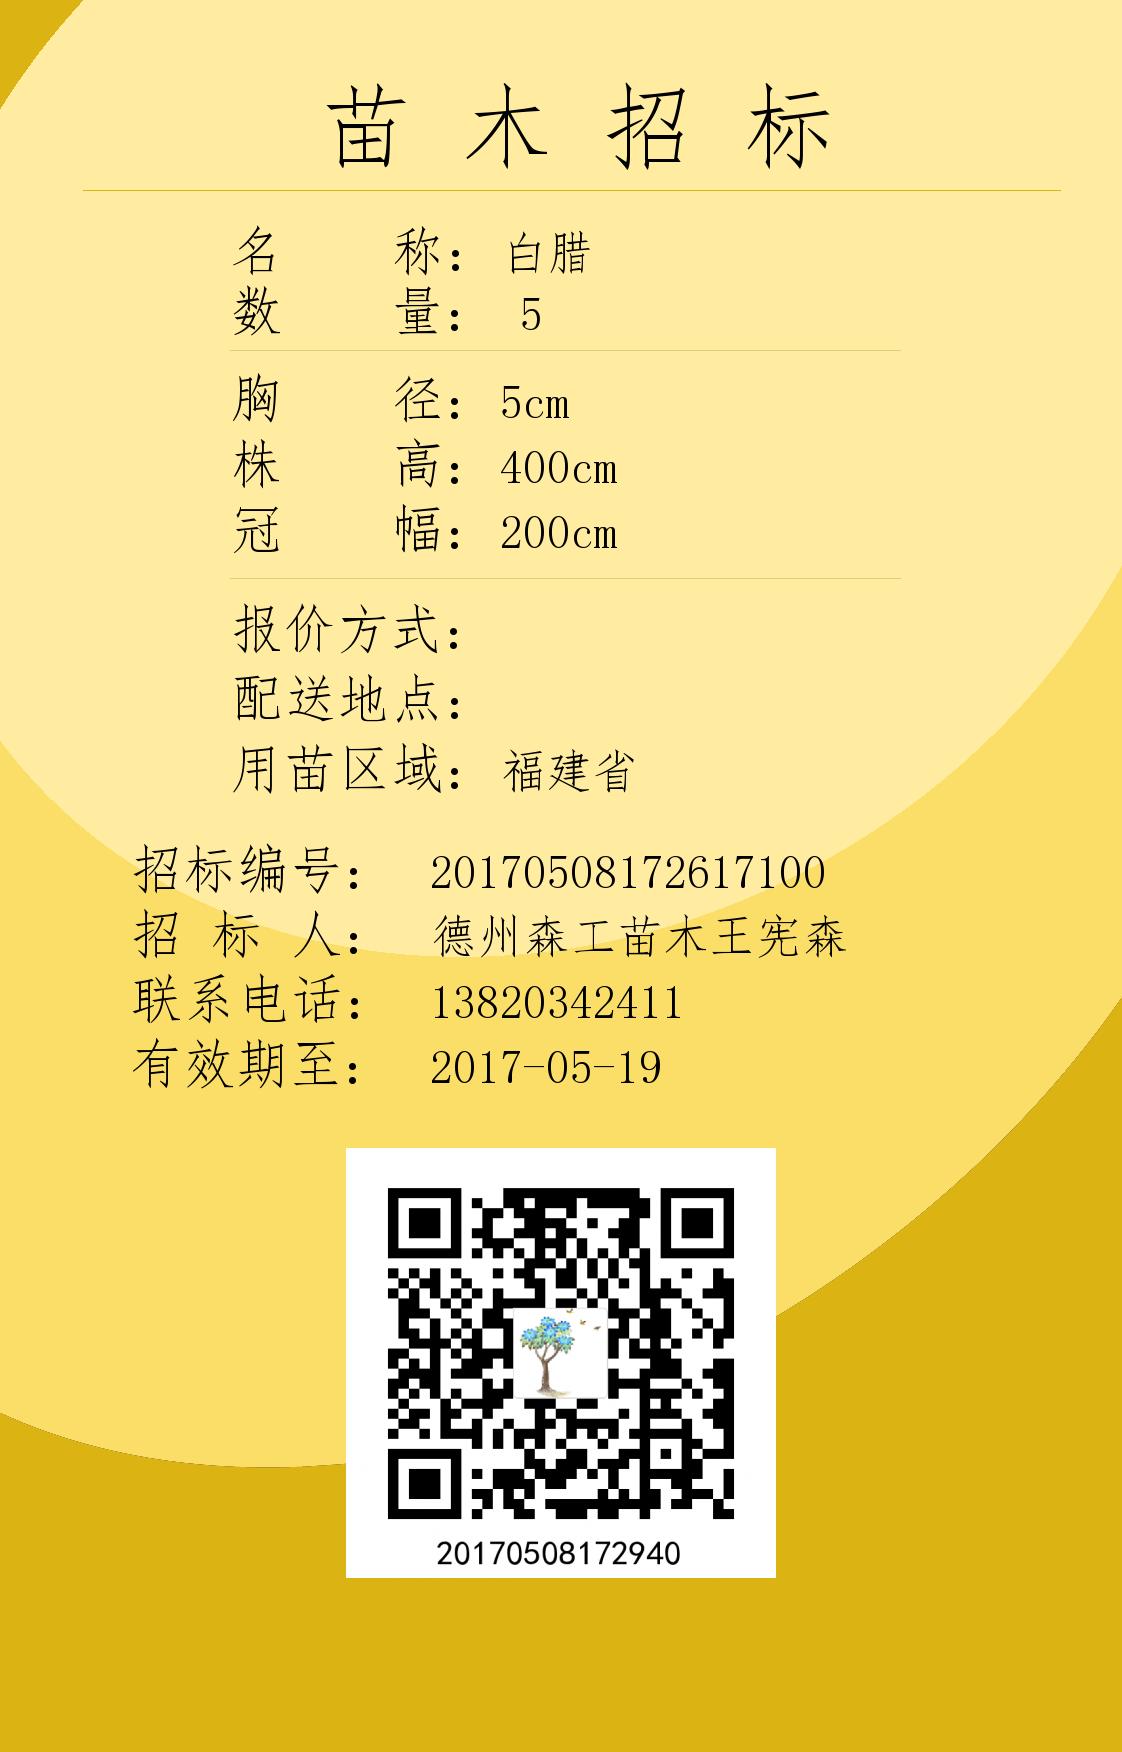 苗木招标
名称：白腊
数量：5
胸径：5cm
株高：400cm
冠幅：200cm
报价方式：
配送地点：
用苗区域：福建省
招标编号：20170508172617100
招标人：德州森工苗木王宪森
联系电话：13820342411
有效期至：2017-05-19
20170508172940